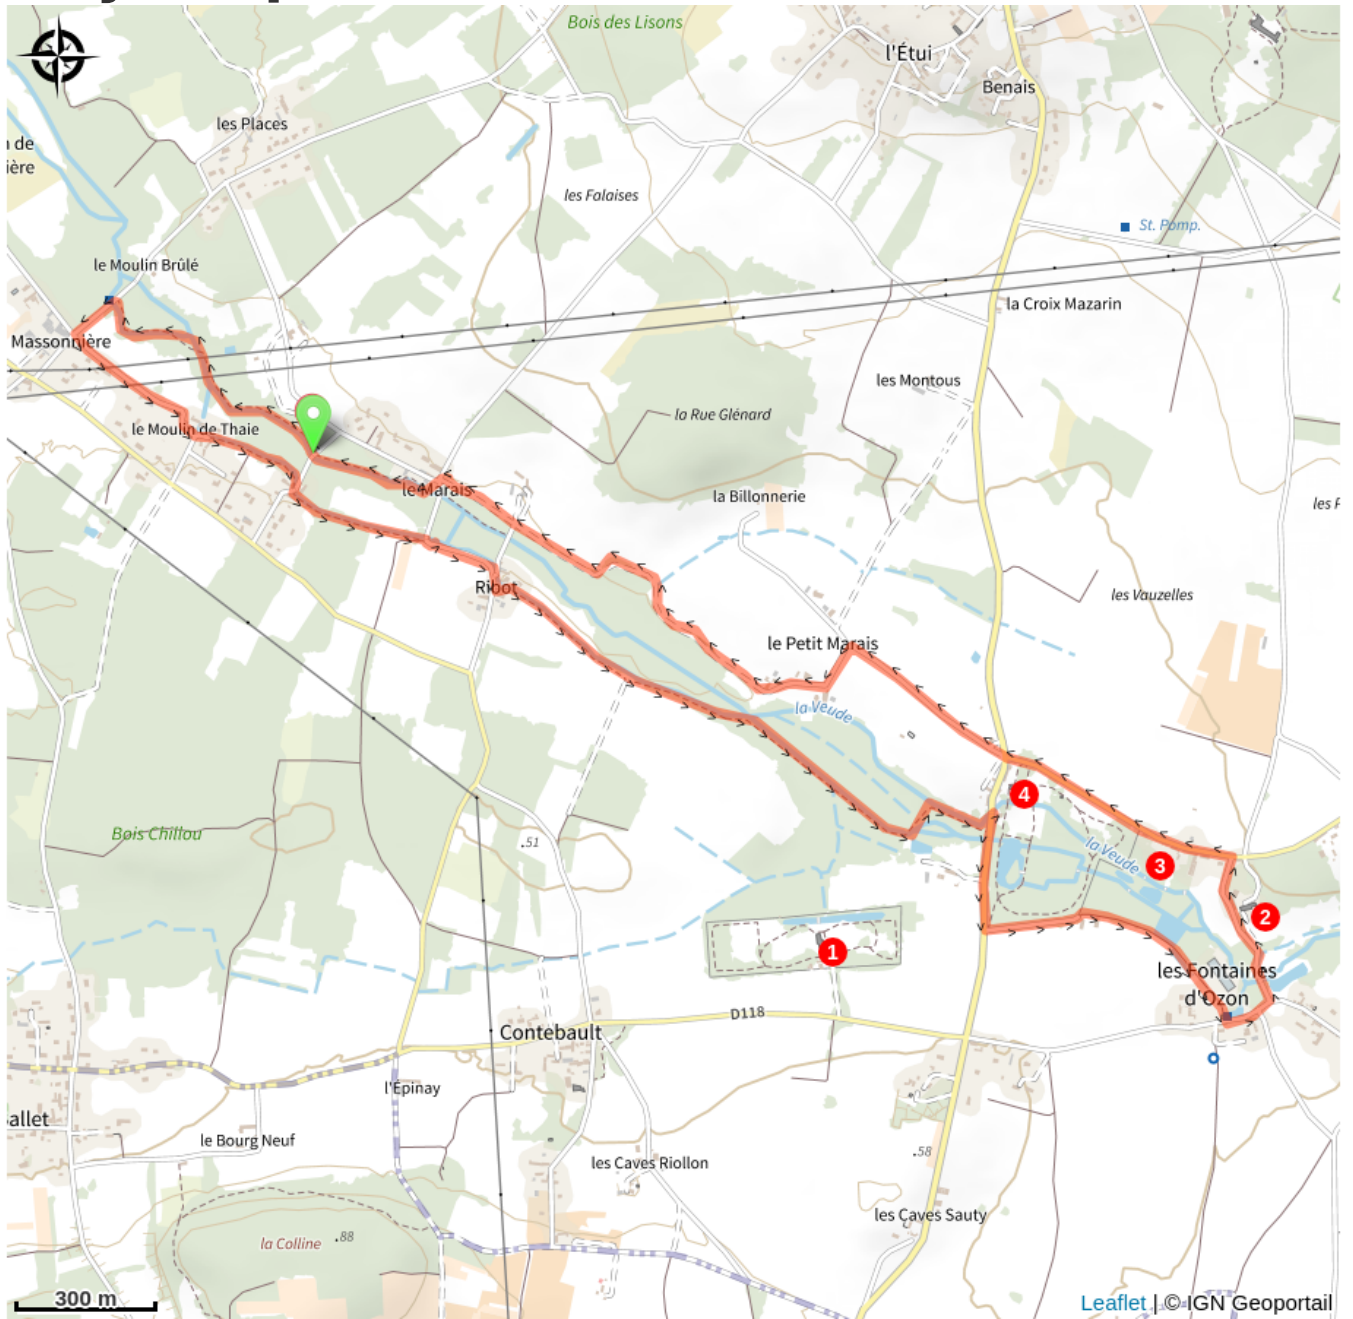 Bois des Lisons
l'Étui
Benais
les Places
n de
ière
les Falaises
St. Pomp.
le Moulin Brûlé
la Croix Mazarin
Massonnière
les Montous
la Rue Glénard
le Moulin de Thaie
le Marais
la Billonnerie
les
Ribot
les Vauzelles
le Petit Marais
la Veude
4
Bois Chillou
51
la Veude
3
2
1
les Fontaines
d'Ozon
D118
Contebault
l'Épinay
allet
le Bourg Neuf
58
les Caves Riollon
les Caves Sauty
la Colline
88
300 m
Leaflet | © IGN Geoportail